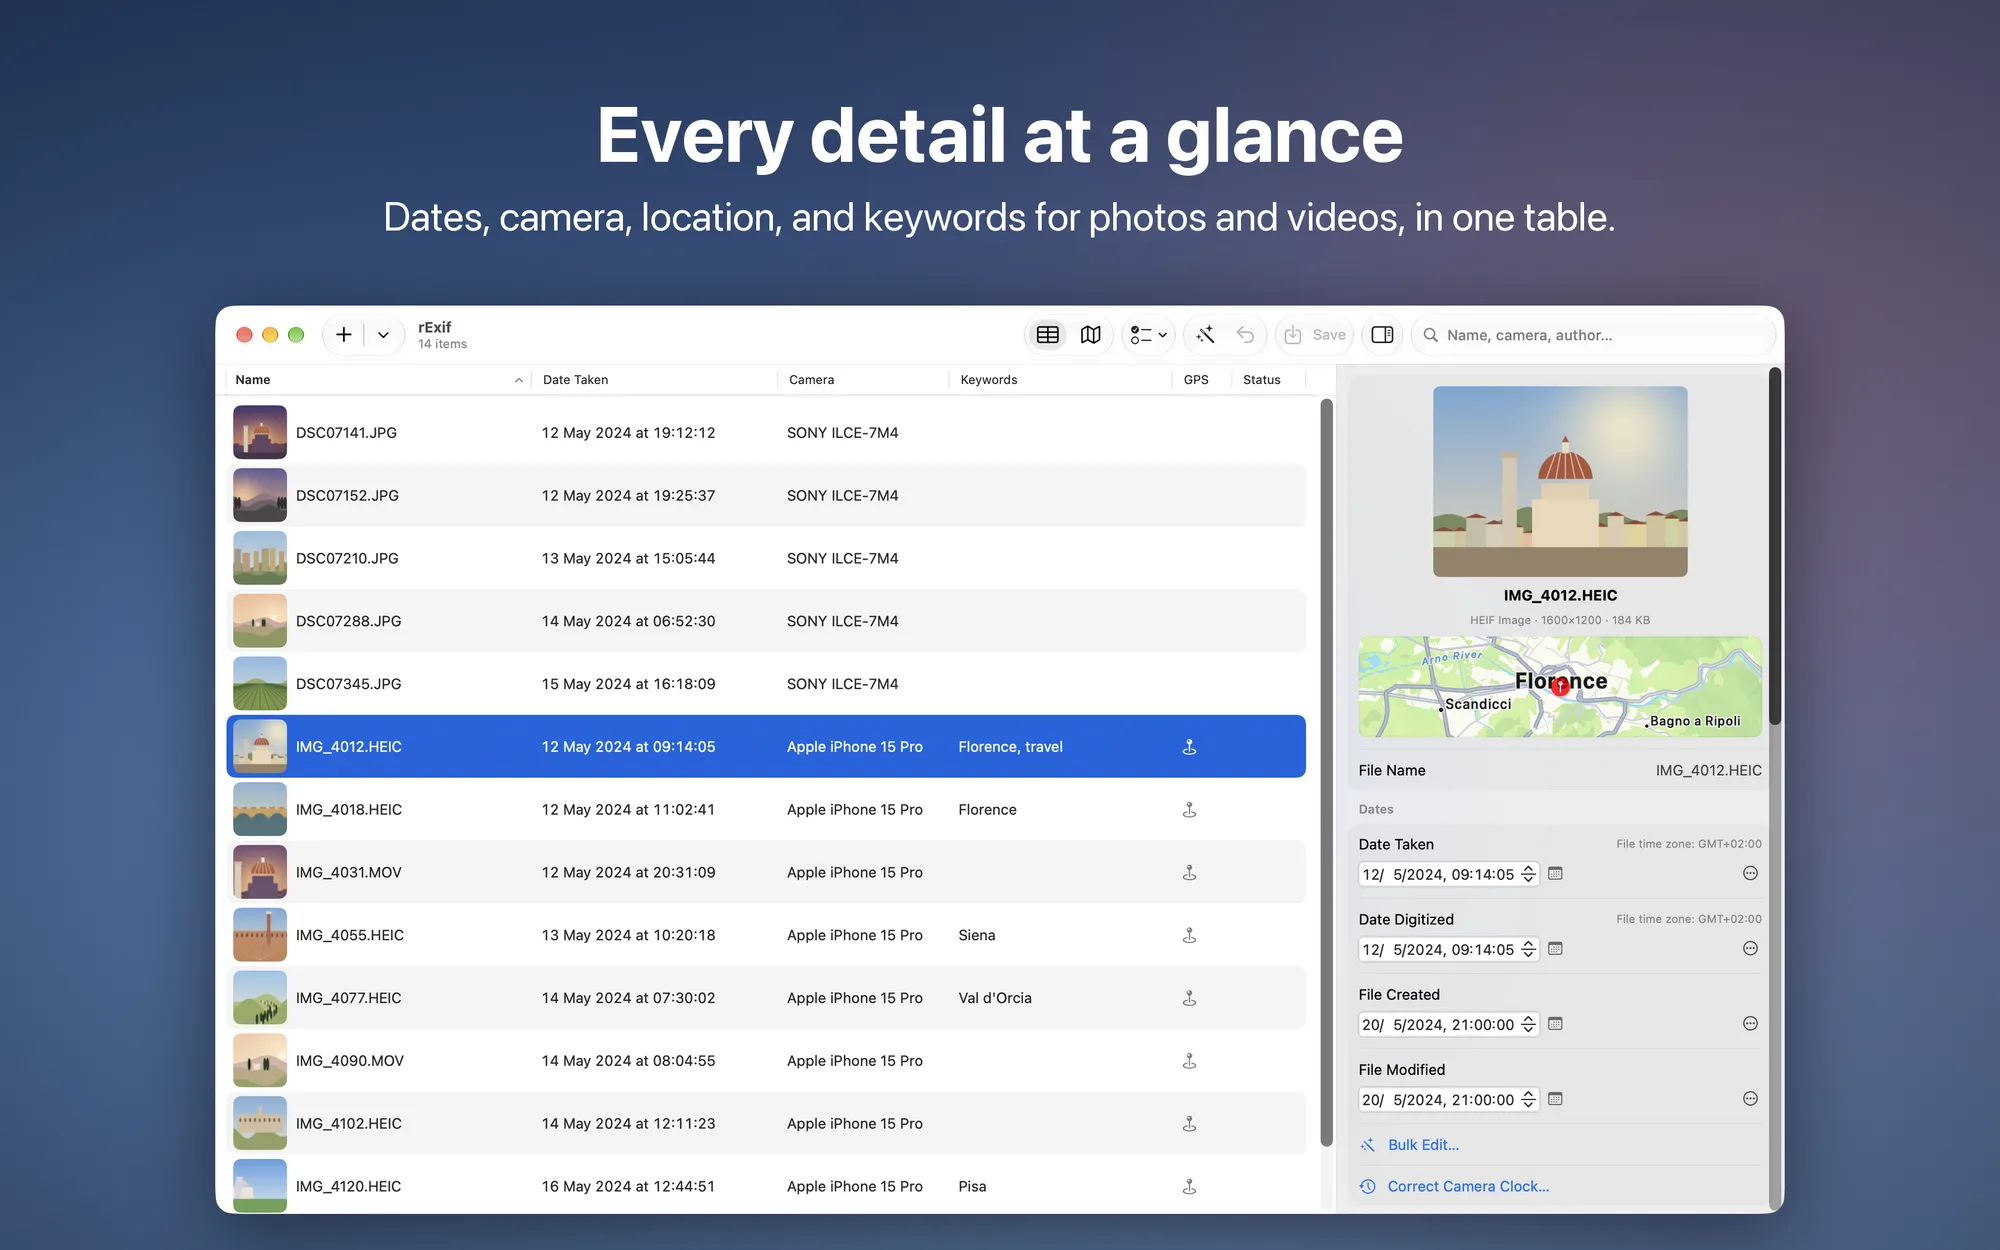 Every detail at a glance
Dates, camera, location, and keywords for photos and videos, in one table.
rExif
14 items
Save
Name, camera, author...
Name Date Taken Camera Keywords GPS Status
DSC07141.JPG 12 May 2024 at 19:12:12 SONY ILCE-7M4
DSC07152.JPG 12 May 2024 at 19:25:37 SONY ILCE-7M4
DSC07210.JPG 13 May 2024 at 15:05:44 SONY ILCE-7M4
DSC07288.JPG 14 May 2024 at 06:52:30 SONY ILCE-7M4
DSC07345.JPG 15 May 2024 at 16:18:09 SONY ILCE-7M4
IMG_4012.HEIC 12 May 2024 at 09:14:05 Apple iPhone 15 Pro Florence, travel
IMG_4018.HEIC 12 May 2024 at 11:02:41 Apple iPhone 15 Pro Florence
IMG_4031.MOV 12 May 2024 at 20:31:09 Apple iPhone 15 Pro
IMG_4055.HEIC 13 May 2024 at 10:20:18 Apple iPhone 15 Pro Siena
IMG_4077.HEIC 14 May 2024 at 07:30:02 Apple iPhone 15 Pro Val d'Orcia
IMG_4090.MOV 14 May 2024 at 08:04:55 Apple iPhone 15 Pro
IMG_4102.HEIC 14 May 2024 at 12:11:23 Apple iPhone 15 Pro
IMG_4120.HEIC 16 May 2024 at 12:44:51 Apple iPhone 15 Pro Pisa
IMG_4012.HEIC
HEIF Image · 1600×1200 · 184 KB
Arno River
Florence
Scandicci
Bagno a Ripoli
File Name IMG_4012.HEIC
Dates
Date Taken File time zone: GMT+02:00
12/ 5/2024, 09:14:05
Date Digitized File time zone: GMT+02:00
12/ 5/2024, 09:14:05
File Created
20/ 5/2024, 21:00:00
File Modified
20/ 5/2024, 21:00:00
Bulk Edit...
Correct Camera Clock...